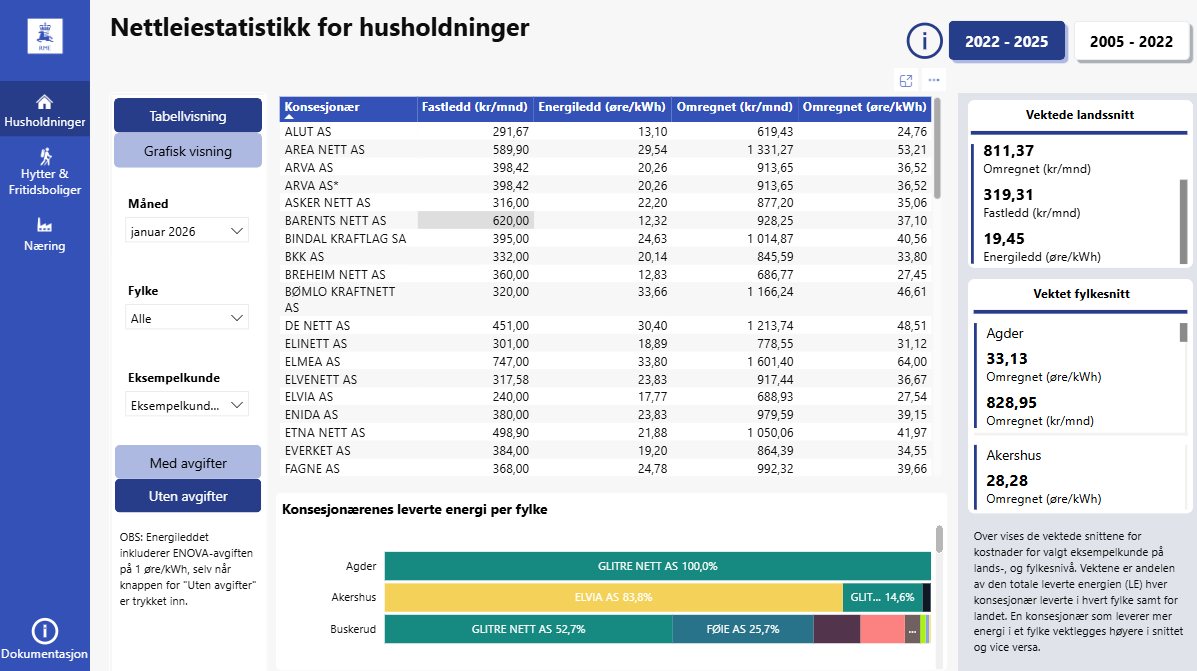 Nettleiestatistikk for husholdninger
2022 - 2025
2005 - 2022
RME
Husholdninger
Hytter &
Fritidsboliger
Næring
Dokumentasjon
Tabellvisning
Grafisk visning
Måned
januar 2026
Fylke
Alle
Eksempelkunde
Eksempelkund...
Med avgifter
Uten avgifter
OBS: Energileddet
inkluderer ENOVA-avgiften
på 1 øre/kWh, selv når
knappen for "Uten avgifter"
er trykket inn.
Konsesjonær Fastledd (kr/mnd) Energiledd (øre/kWh) Omregnet (kr/mnd) Omregnet (øre/kWh)
ALUT AS 291,67 13,10 619,43 24,76
AREA NETT AS 589,90 29,54 1 331,27 53,21
ARVA AS 398,42 20,26 913,65 36,52
ARVA AS* 398,42 20,26 913,65 36,52
ASKER NETT AS 316,00 22,20 877,20 35,06
BARENTS NETT AS 620,00 12,32 928,25 37,10
BINDAL KRAFTLAG SA 395,00 24,63 1 014,87 40,56
BKK AS 332,00 20,14 845,59 33,80
BREHEIM NETT AS 360,00 12,83 686,77 27,45
BØMLO KRAFTNETT 320,00 33,66 1 166,24 46,61
AS
DE NETT AS 451,00 30,40 1 213,74 48,51
ELINETT AS 301,00 18,89 778,55 31,12
ELMEA AS 747,00 33,80 1 601,40 64,00
ELVENETT AS 317,58 23,83 917,44 36,67
ELVIA AS 240,00 17,77 688,93 27,54
ENIDA AS 380,00 23,83 979,59 39,15
ETNA NETT AS 498,90 21,88 1 050,06 41,97
EVERKET AS 384,00 19,20 864,39 34,55
FAGNE AS 368,00 24,78 992,32 39,66
Konsesjonærenes leverte energi per fylke
Agder GLITRE NETT AS 100,0%
Akershus ELVIA AS 83,8% GLIT... 14,6%
Buskerud GLITRE NETT AS 52,7% FØIE AS 25,7% ...
Vektede landssnitt
811,37
Omregnet (kr/mnd)
319,31
Fastledd (kr/mnd)
19,45
Energiledd (øre/kWh)
Vektet fylkesnitt
Agder
33,13
Omregnet (øre/kWh)
828,95
Omregnet (kr/mnd)
Akershus
28,28
Omregnet (øre/kWh)
Over vises de vektede snittene for
kostnader for valgt eksempelkunde på
lands-, og fylkesnivå. Vektene er andelen
av den totale leverte energien (LE) hver
konsesjonær leverte i hvert fylke samt for
landet. En konsesjonær som leverer mer
energi i et fylke vektlegges høyere i snittet
og vice versa.